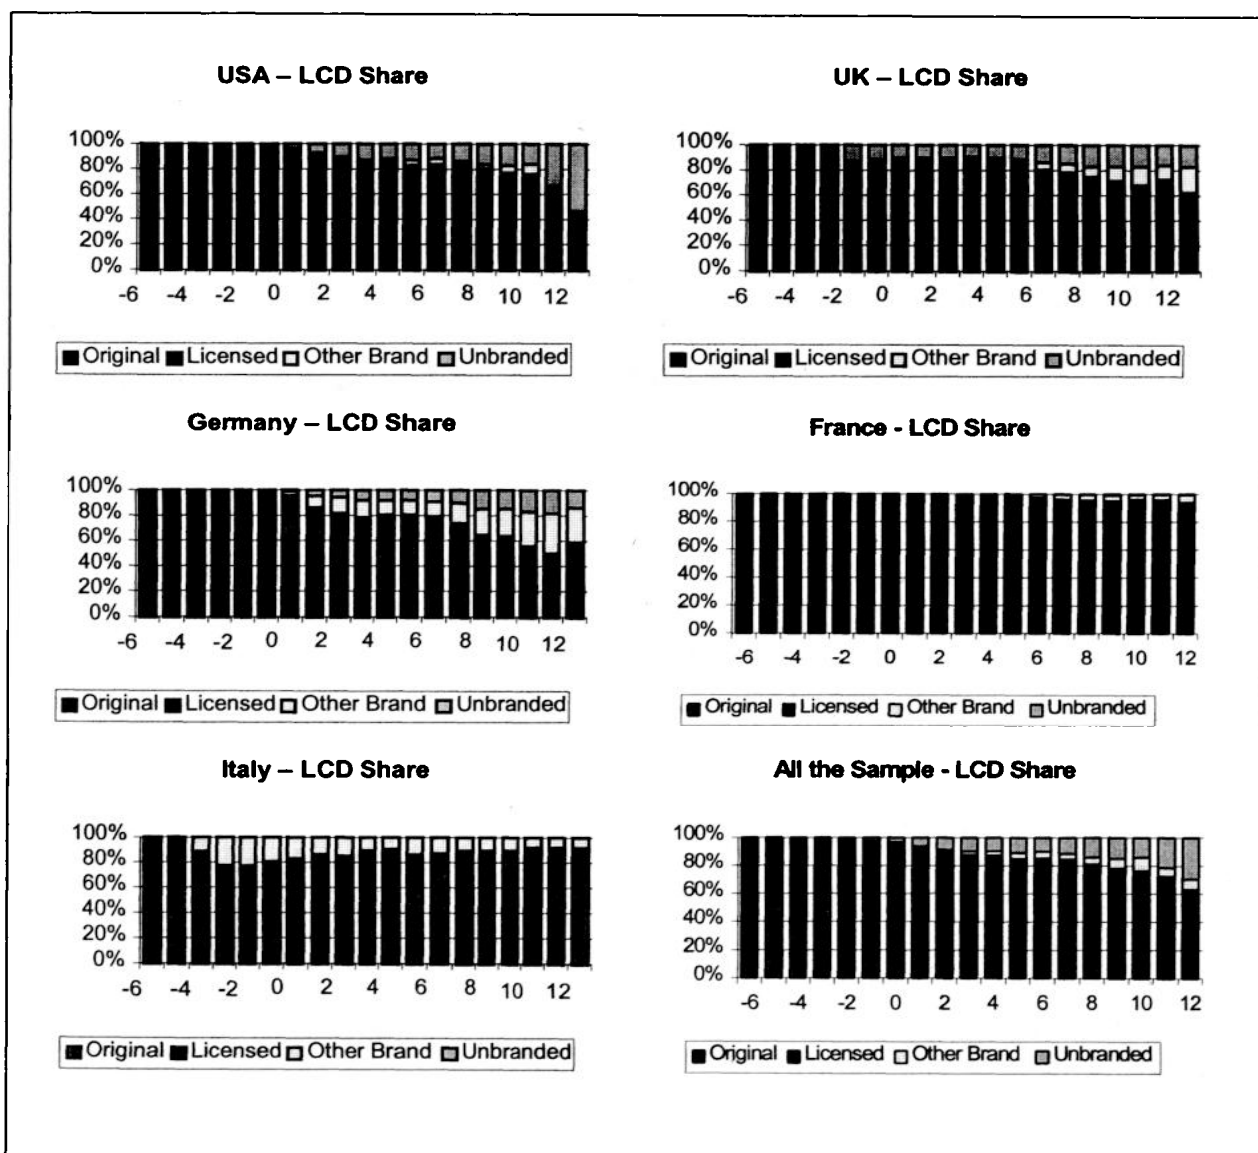 USA – LCD Share
100%
80%
60%
40%
20%
0%
-6 -4 -2 0 2 4 6 8 10 12
Original Licensed Other Brand Unbranded
UK – LCD Share
100%
80%
60%
40%
20%
0%
-6 -4 -2 0 2 4 6 8 10 12
Original Licensed Other Brand Unbranded
Germany – LCD Share
100%
80%
60%
40%
20%
0%
-6 -4 -2 0 2 4 6 8 10 12
Original Licensed Other Brand Unbranded
France - LCD Share
100%
80%
60%
40%
20%
0%
-6 -4 -2 0 2 4 6 8 10 12
Original Licensed Other Brand Unbranded
Italy – LCD Share
100%
80%
60%
40%
20%
0%
-6 -4 -2 0 2 4 6 8 10 12
Original Licensed Other Brand Unbranded
All the Sample - LCD Share
100%
80%
60%
40%
20%
0%
-6 -4 -2 0 2 4 6 8 10 12
Original Licensed Other Brand Unbranded